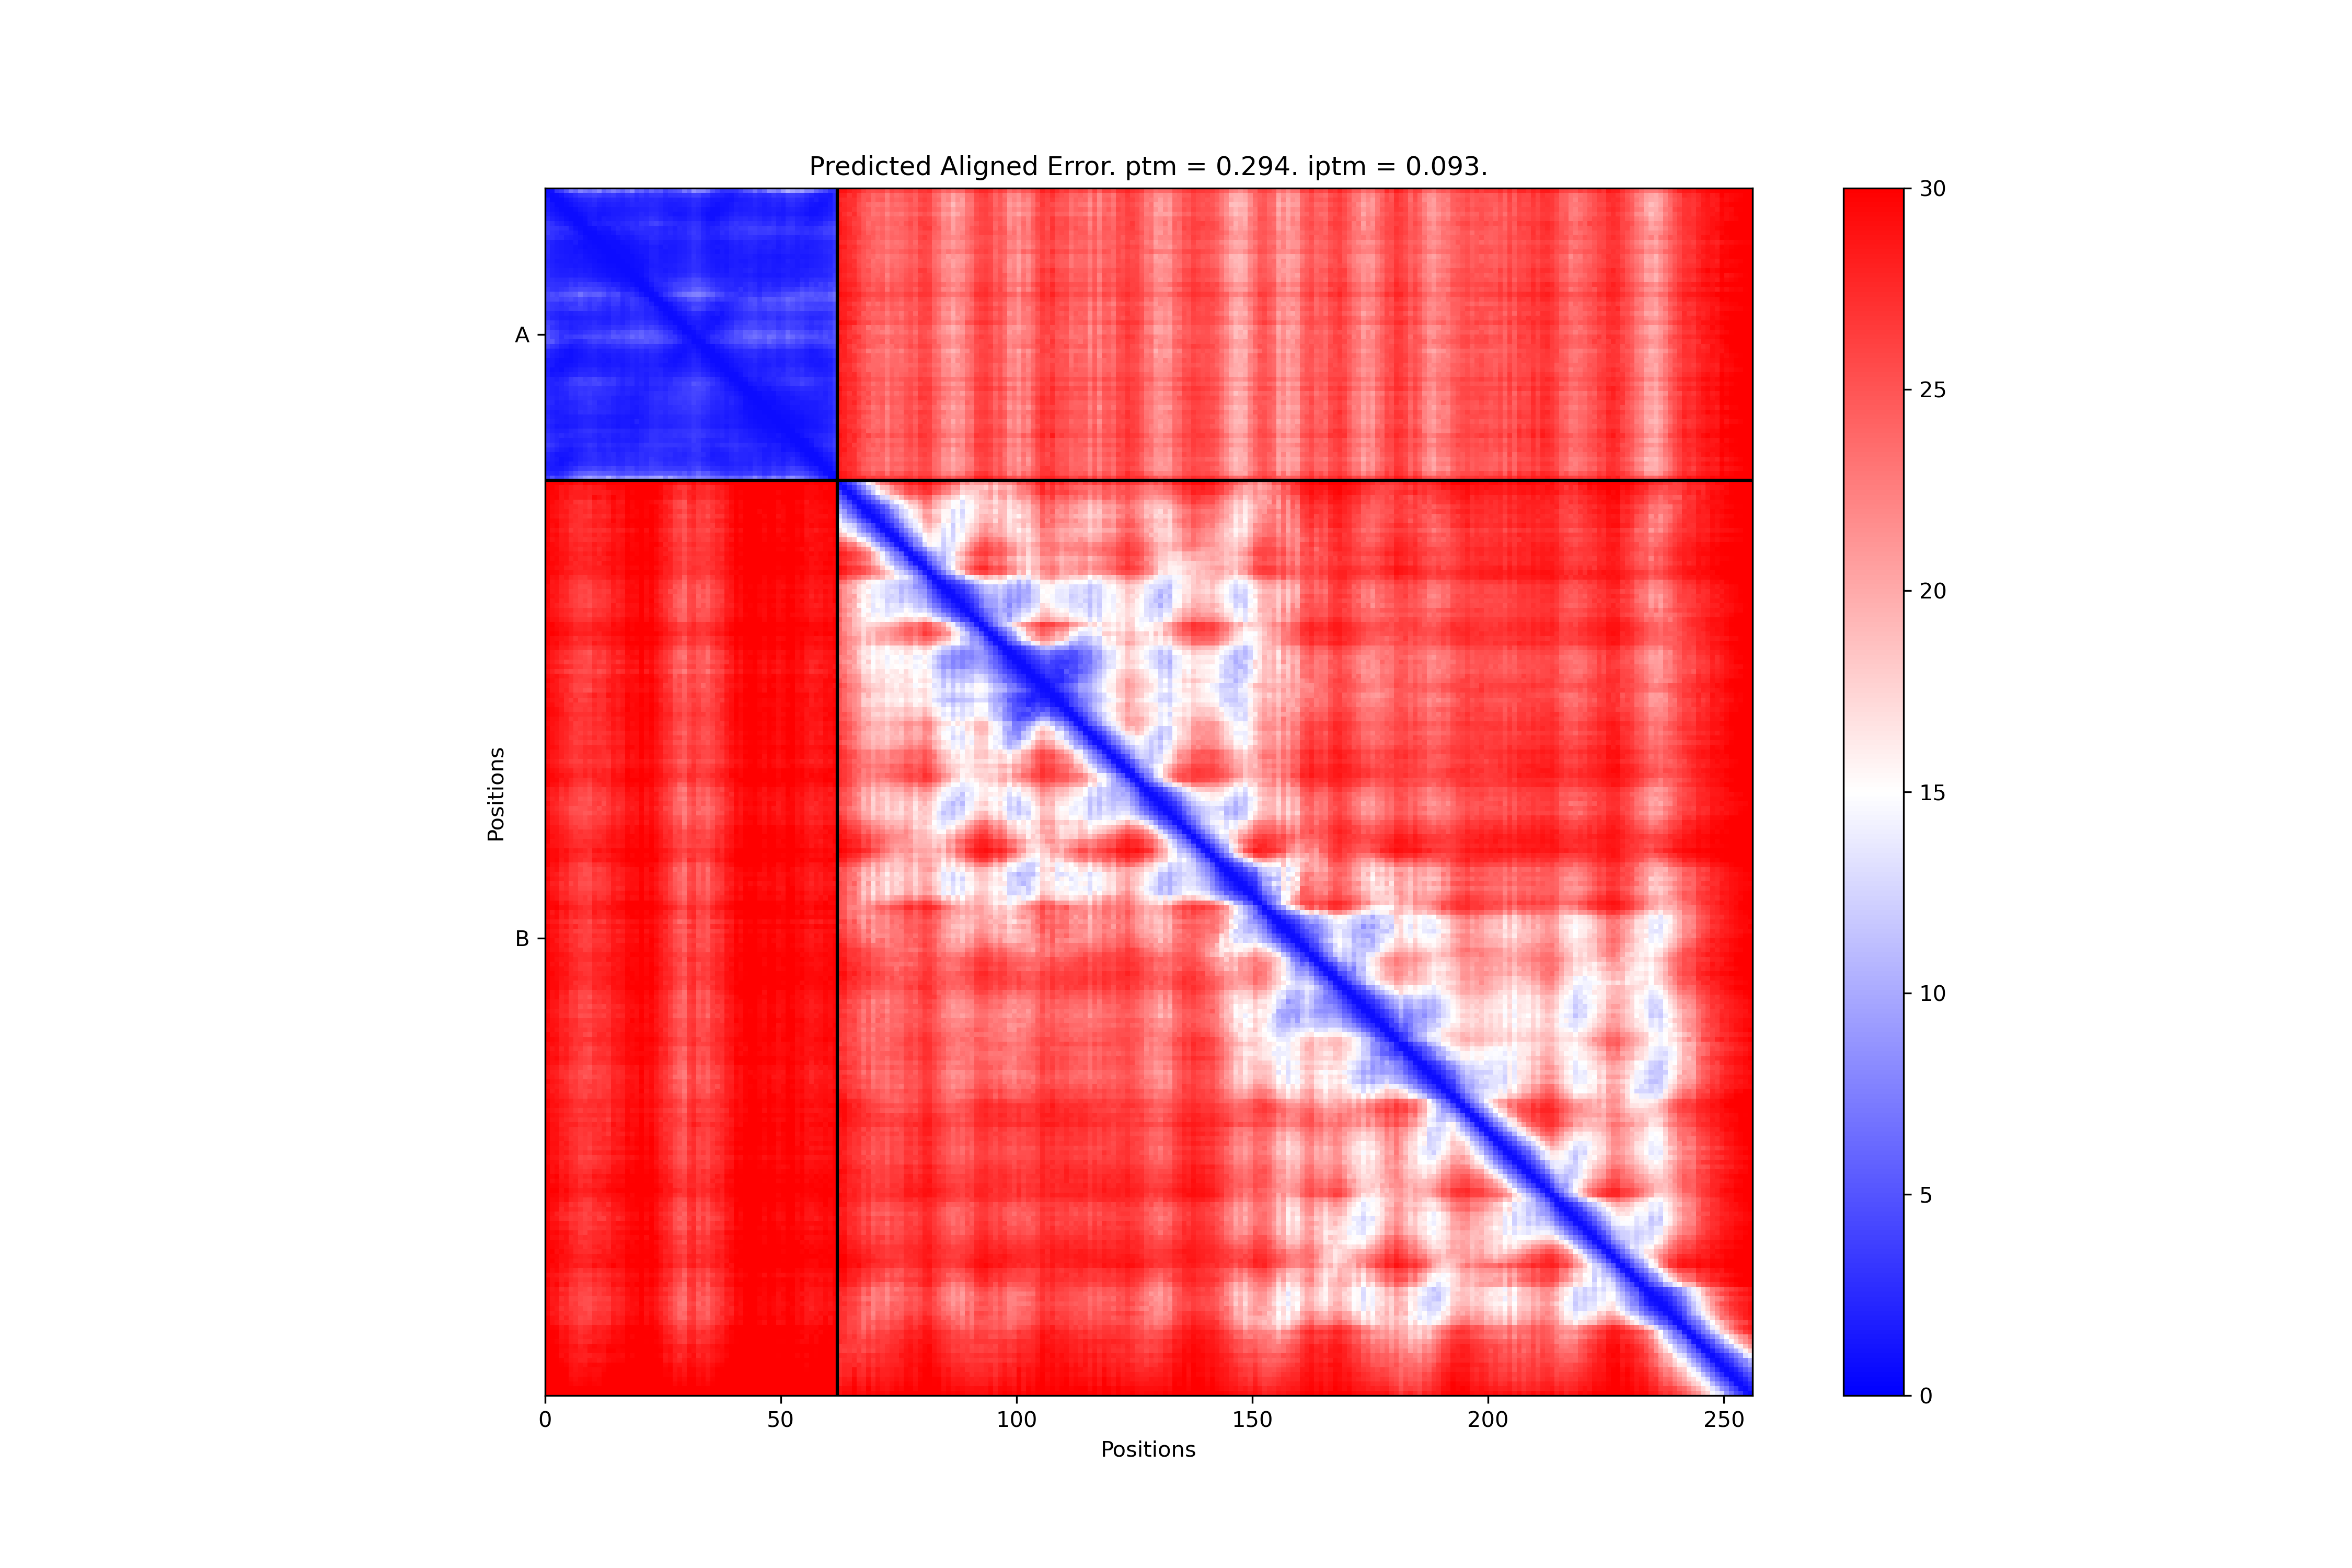 Predicted Aligned Error. ptm = 0.294. iptm = 0.093.
A
B
Positions
0 50 100 150 200 250
Positions
30
25
20
15
10
5
0